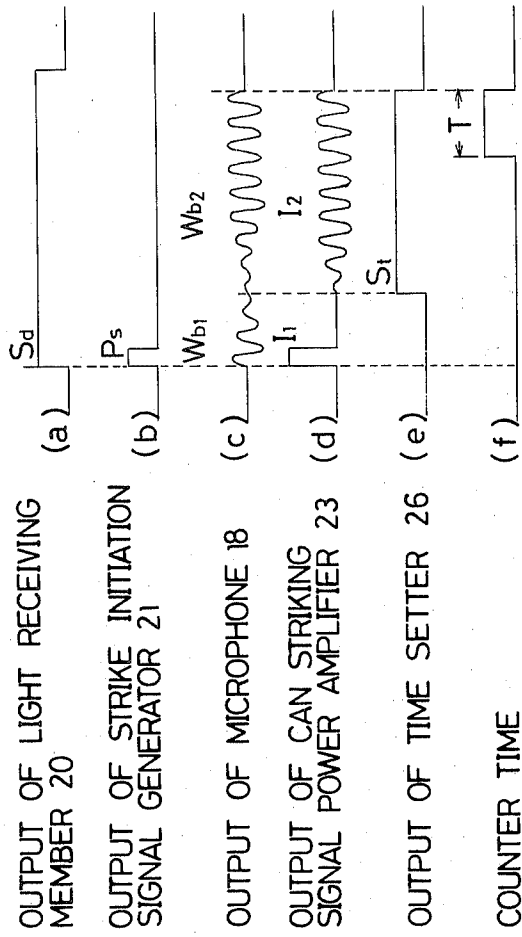 OUTPUT OF LIGHT RECEIVING
MEMBER 20
(a)
Sd
OUTPUT OF STRIKE INITIATION
SIGNAL GENERATOR 21
(b)
Ps
OUTPUT OF MICROPHONE 18
(c)
Wb1
Wb2
OUTPUT OF CAN STRIKING
SIGNAL POWER AMPLIFIER 23
(d)
I1
I2
OUTPUT OF TIME SETTER 26
(e)
St
COUNTER TIME
(f)
T